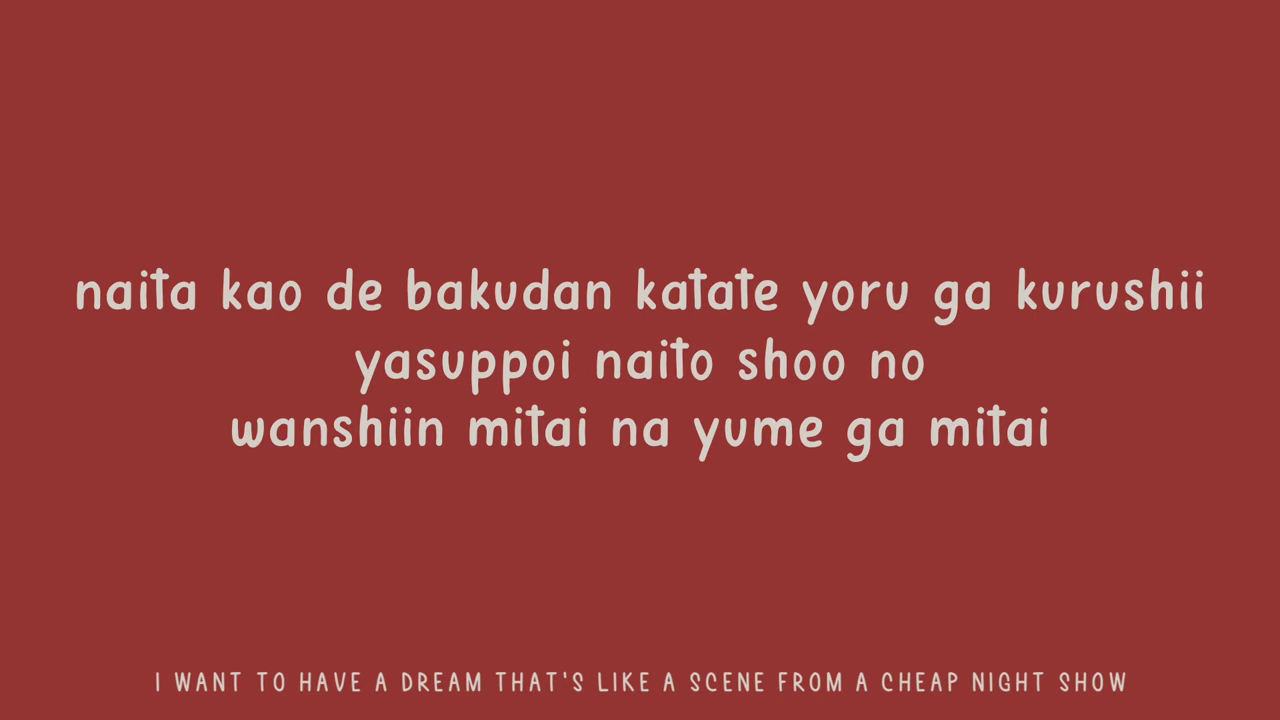 naita kao de bakudan katate yoru ga kurushii
yasuppoi naito shoo no
wanshiin mitai na yume ga mitai
I WANT TO HAVE A DREAM THAT'S LIKE A SCENE FROM A CHEAP NIGHT SHOW